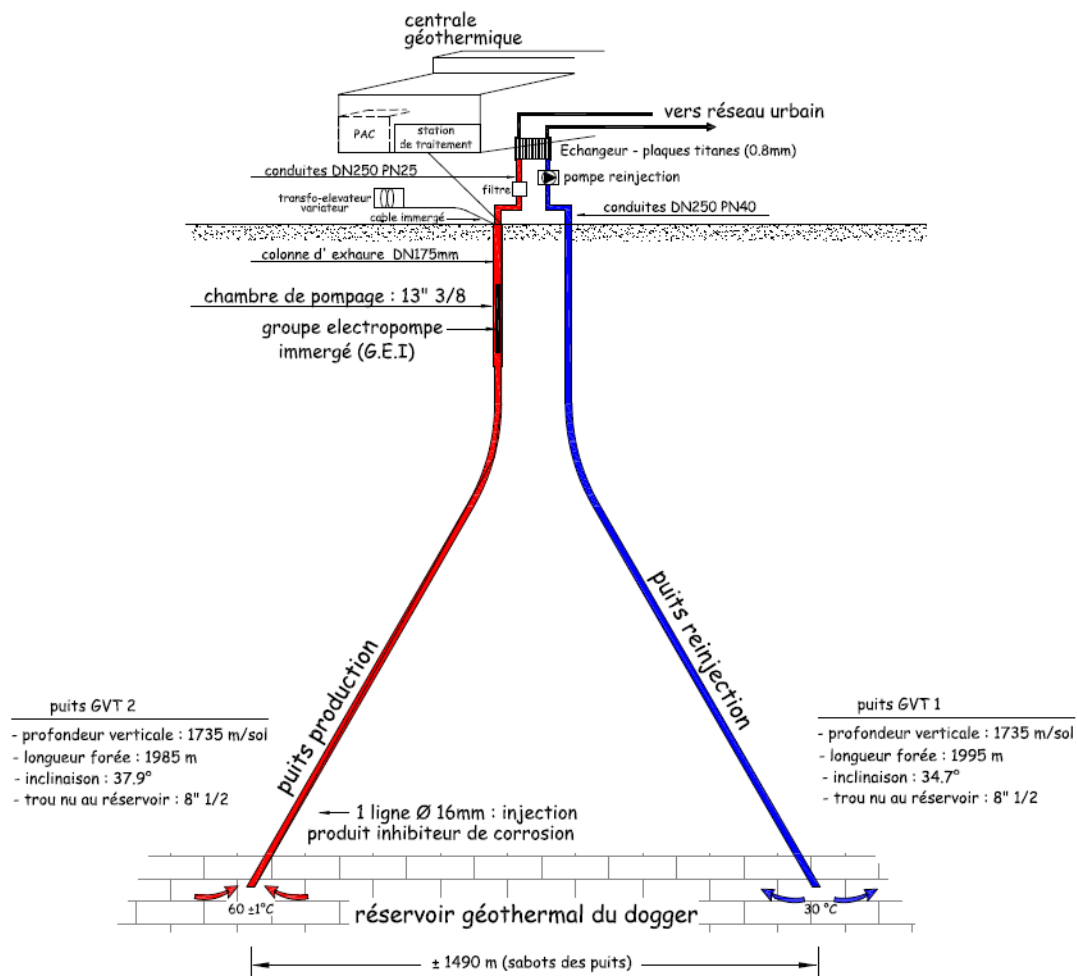 centrale
géothermique
vers réseau urbain
PAC
station
de traitement
Echangeur - plaques titanes (0.8mm)
conduites DN250 PN25
pompe reinjection
filtre
transfo-elevateur
variateur
cable immergé
conduites DN250 PN40
colonne d' exhaure DN175mm
chambre de pompage : 13" 3/8
groupe electropompe
immergé (G.E.I)
puits production
puits reinjection
puits GVT 2
- profondeur verticale : 1735 m/sol
- longueur forée : 1985 m
- inclinaison : 37.9°
- trou nu au réservoir : 8" 1/2
puits GVT 1
- profondeur verticale : 1735 m/sol
- longueur forée : 1995 m
- inclinaison : 34.7°
- trou nu au réservoir : 8" 1/2
1 ligne Ø 16mm : injection
produit inhibiteur de corrosion
60 ±1°C
réservoir géothermal du dogger
30 °C
± 1490 m (sabots des puits)